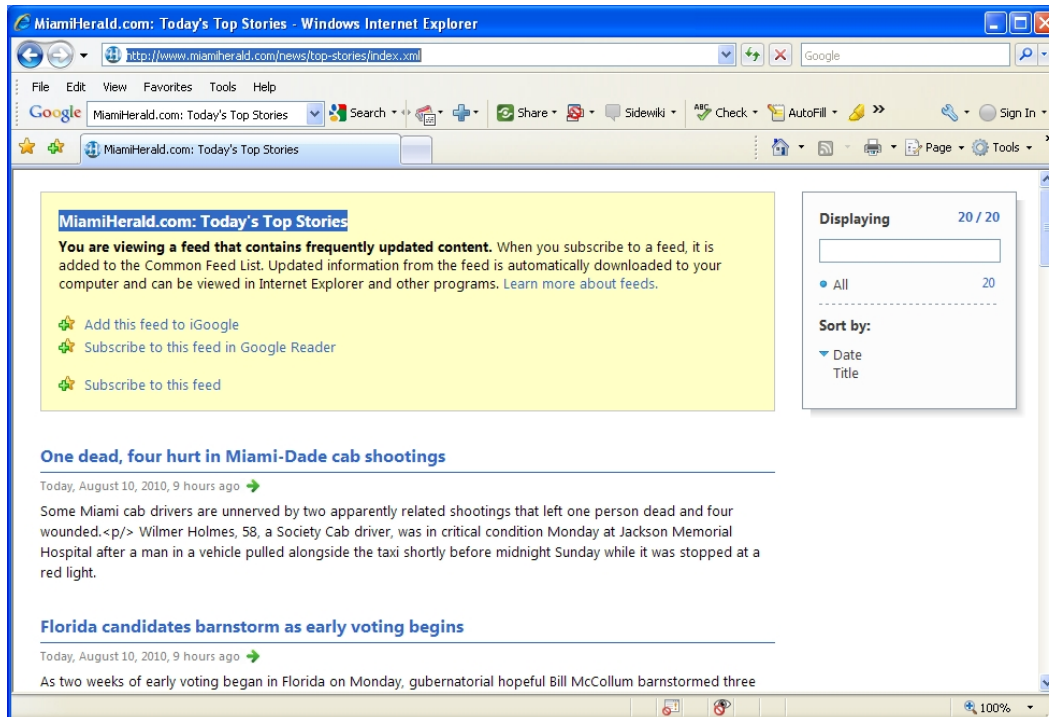 MiamiHerald.com: Today's Top Stories - Windows Internet Explorer
http://www.miamiherald.com/news/top-stories/index.xml
Google
File Edit View Favorites Tools Help
Google MiamiHerald.com: Today's Top Stories Search Share Sidewiki ABC Check AutoFill » Sign In
MiamiHerald.com: Today's Top Stories Page Tools »
MiamiHerald.com: Today's Top Stories
You are viewing a feed that contains frequently updated content. When you subscribe to a feed, it is
added to the Common Feed List. Updated information from the feed is automatically downloaded to your
computer and can be viewed in Internet Explorer and other programs. Learn more about feeds.
Add this feed to iGoogle
Subscribe to this feed in Google Reader
Subscribe to this feed
Displaying 20 / 20
All 20
Sort by:
Date
Title
One dead, four hurt in Miami-Dade cab shootings
Today, August 10, 2010, 9 hours ago
Some Miami cab drivers are unnerved by two apparently related shootings that left one person dead and four
wounded.<p/> Wilmer Holmes, 58, a Society Cab driver, was in critical condition Monday at Jackson Memorial
Hospital after a man in a vehicle pulled alongside the taxi shortly before midnight Sunday while it was stopped at a
red light.
Florida candidates barnstorm as early voting begins
Today, August 10, 2010, 9 hours ago
As two weeks of early voting began in Florida on Monday, gubernatorial hopeful Bill McCollum barnstormed three
100%